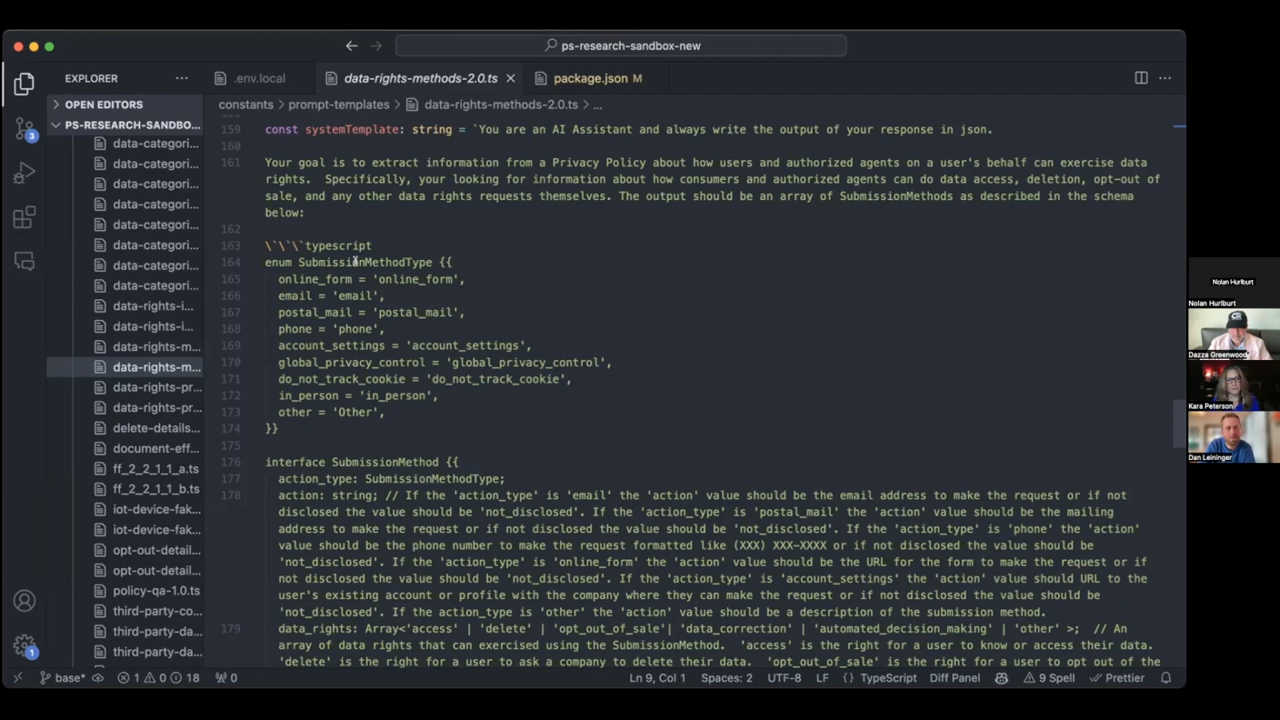 ps-research-sandbox-new
EXPLORER
.env.local
data-rights-methods-2.0.ts
package.json M
OPEN EDITORS
PS-RESEARCH-SANDBO...
constants > prompt-templates > data-rights-methods-2.0.ts > ...
data-categori...
data-categori...
data-categori...
data-categori...
data-categori...
data-categori...
data-categori...
data-categori...
data-rights-i...
data-rights-i...
data-rights-m...
data-rights-m...
data-rights-pr...
data-rights-pr...
delete-details...
document-eff...
ff_2_2_1_1_a.ts
ff_2_2_1_1_b.ts
iot-device-fak...
iot-device-fak...
opt-out-detail...
opt-out-detail...
policy-qa-1.0.ts
third-party-co...
third-party-da...
third-party-da...
3
1
159 const systemTemplate: string = `You are an AI Assistant and always write the output of your response in json.
160
161 Your goal is to extract information from a Privacy Policy about how users and authorized agents on a user's behalf can exercise data
rights.  Specifically, your looking for information about how consumers and authorized agents can do data access, deletion, opt-out of
sale, and any other data rights requests themselves. The output should be an array of SubmissionMethods as described in the schema
below:
162
163 \`\`\`typescript
164 enum SubmissionMethodType {{
165 online_form = 'online_form',
166 email = 'email',
167 postal_mail = 'postal_mail',
168 phone = 'phone',
169 account_settings = 'account_settings',
170 global_privacy_control = 'global_privacy_control',
171 do_not_track_cookie = 'do_not_track_cookie',
172 in_person = 'in_person',
173 other = 'Other',
174 }}
175
176 interface SubmissionMethod {{
177 action_type: SubmissionMethodType;
178 action: string; // If the 'action_type' is 'email' the 'action' value should be the email address to make the request or if not
disclosed the value should be 'not_disclosed'. If the 'action_type' is 'postal_mail' the 'action' value should be the mailing
address to make the request or if not disclosed the value should be 'not_disclosed'. If the 'action_type' is 'phone' the 'action'
value should be the phone number to make the request formatted like (XXX) XXX-XXXX or if not disclosed the value should be
'not_disclosed'. If the 'action_type' is 'online_form' the 'action' value should be the URL for the form to make the request or if
not disclosed the value should be 'not_disclosed'. If the 'action_type' is 'account_settings' the 'action' value should URL to the
user's existing account or profile with the company where they can make the request or if not disclosed the value should be
'not_disclosed'. If the action_type is 'other' the 'action' value should be a description of the submission method.
179 data_rights: Array<'access' | 'delete' | 'opt_out_of_sale'| 'data_correction' | 'automated_decision_making' | 'other' >;  // An
array of data rights that can exercised using the SubmissionMethod.  'access' is the right for a user to know or access their data.
'delete' is the right for a user to ask a company to delete their data.  'opt_out_of_sale' is the right for a user to opt out of the
base*
1 0 18
0
Ln 9, Col 1
Spaces: 2
UTF-8
LF
{} TypeScript
Diff Panel
9 Spell
Prettier
Nolan Hurlburt
Nolan Hurlburt
Dazza Greenwood
Kara Peterson
Dan Leininger